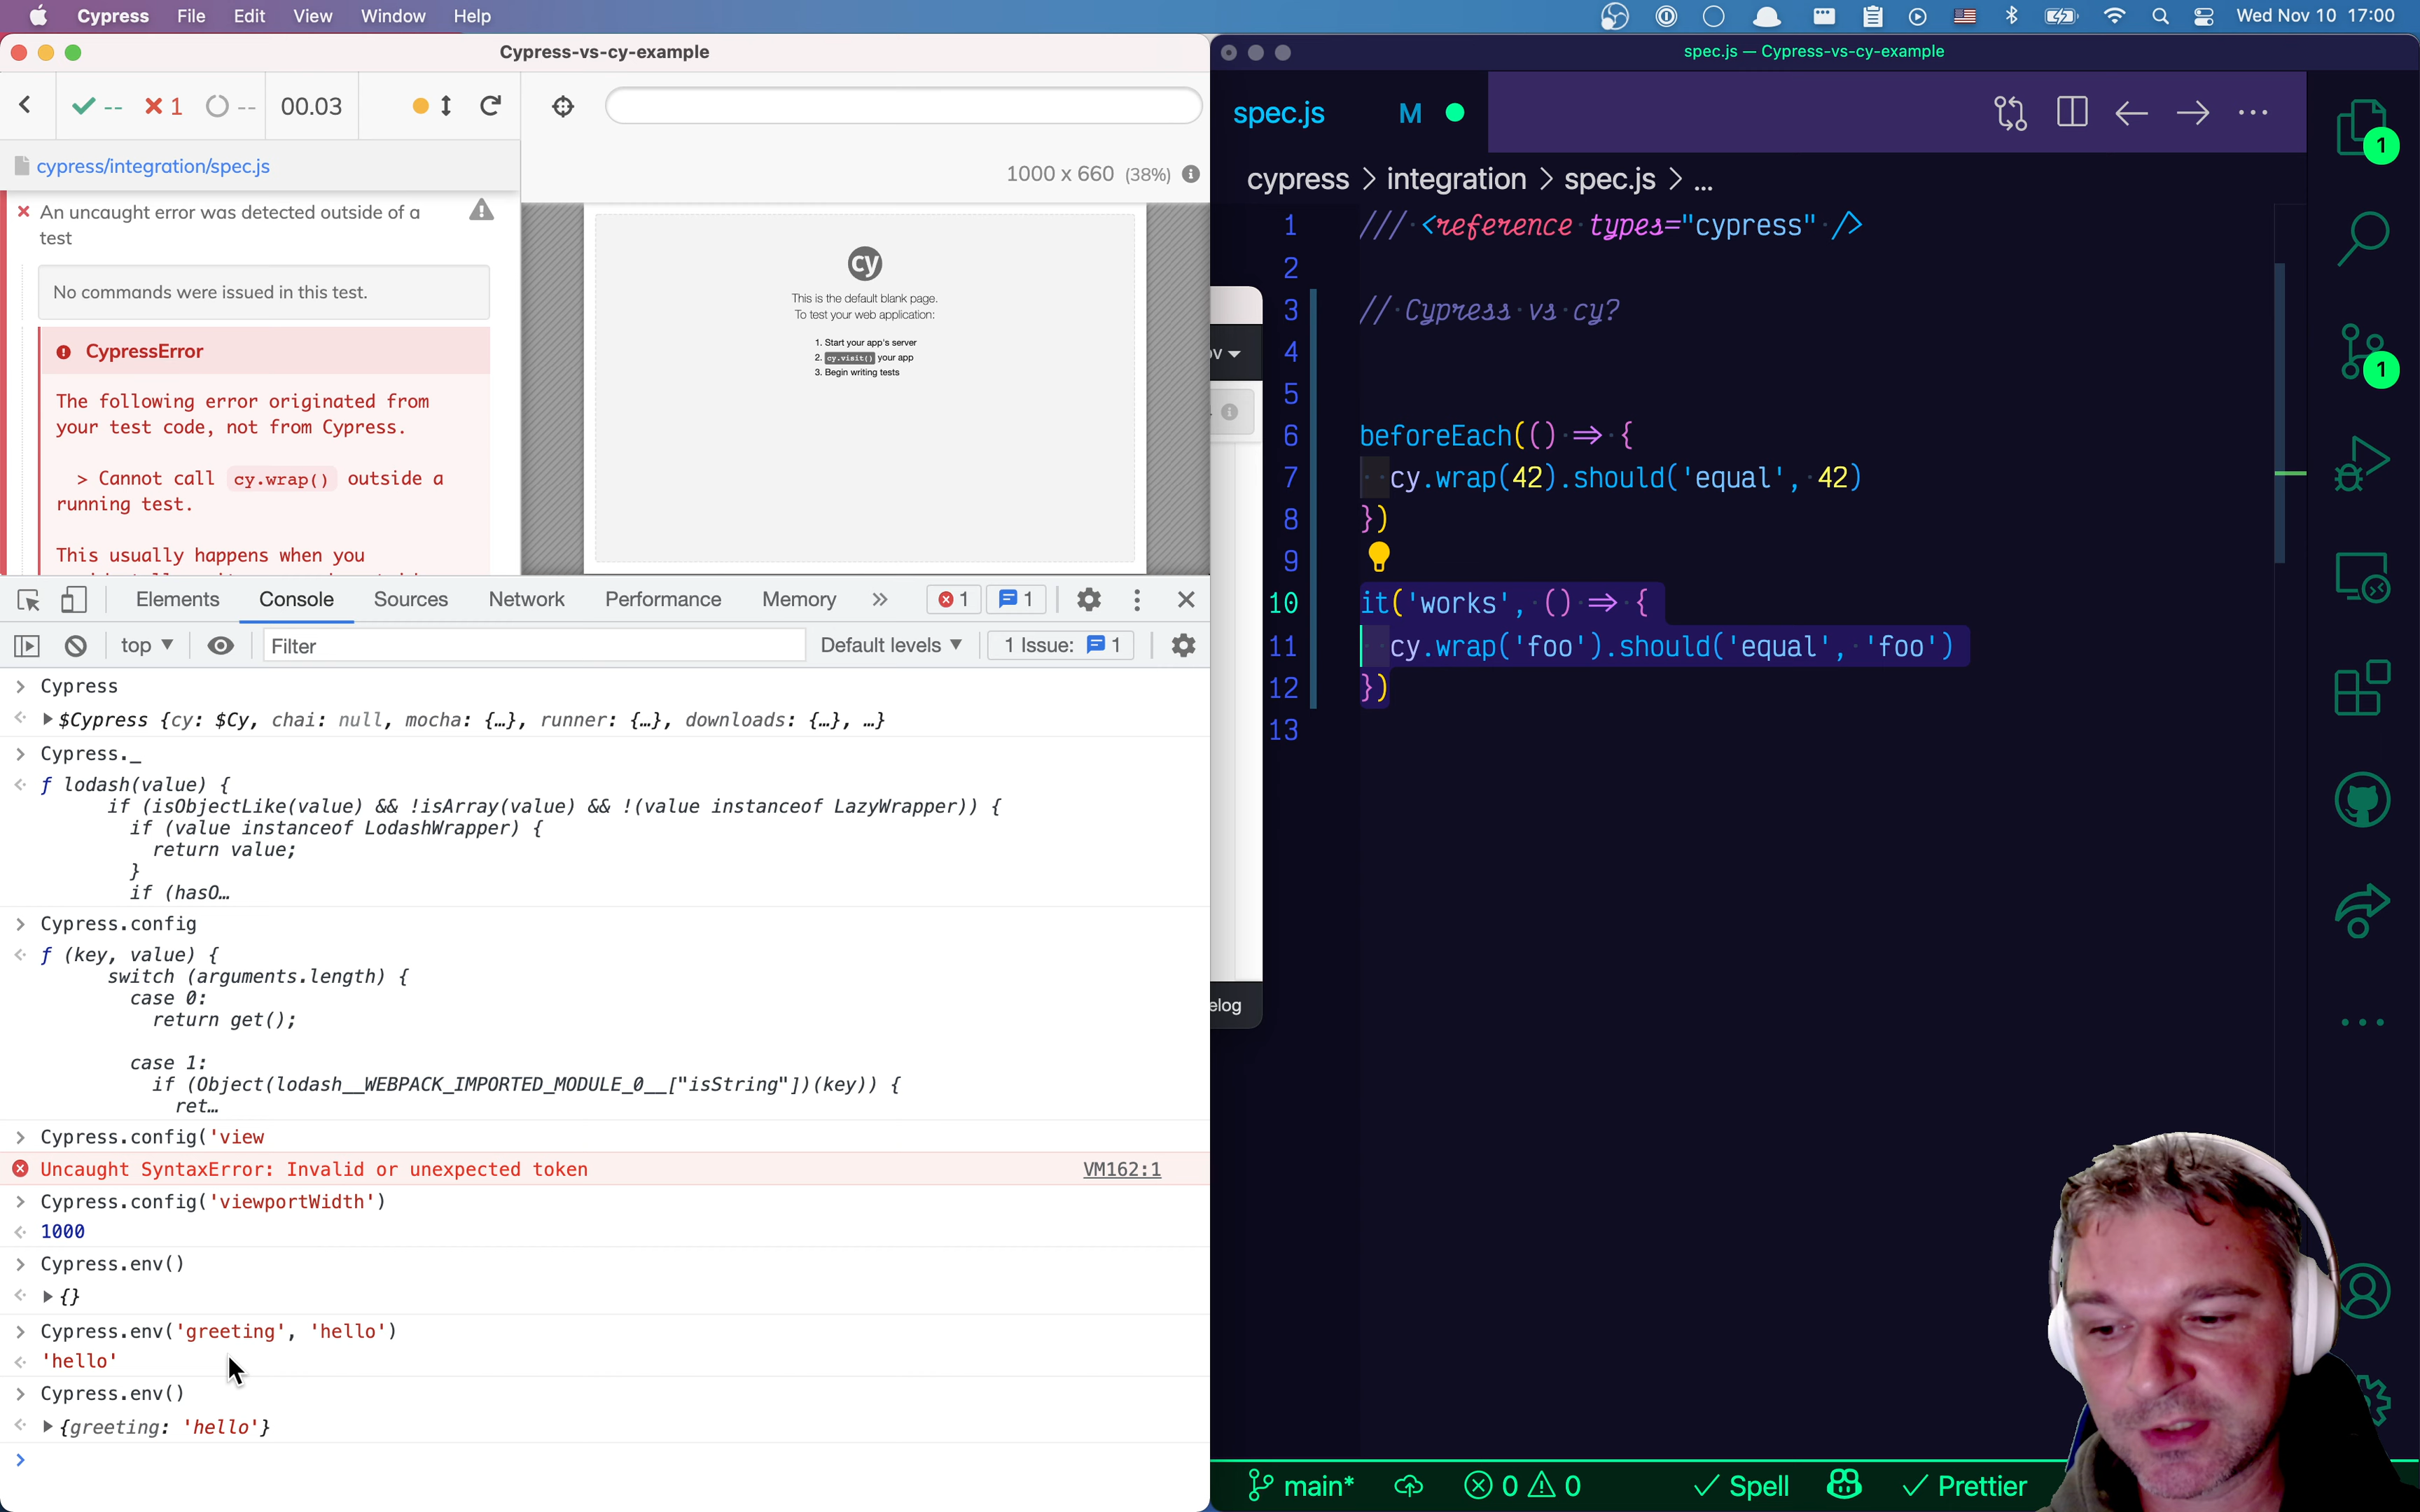 Cypress File Edit View Window Help
Wed Nov 10 17:00
Cypress-vs-cy-example
-- 1 -- 00.03
cypress/integration/spec.js
1000 x 660 (38%)
An uncaught error was detected outside of a
test
No commands were issued in this test.
CypressError
The following error originated from
your test code, not from Cypress.
> Cannot call cy.wrap() outside a
running test.
This usually happens when you
cy
This is the default blank page.
To test your web application:
1. Start your app's server
2. cy.visit() your app
3. Begin writing tests
Elements Console Sources Network Performance Memory 1 1
top Filter Default levels 1 Issue: 1
Cypress
$Cypress {cy: $Cy, chai: null, mocha: {…}, runner: {…}, downloads: {…}, …}
Cypress._
f lodash(value) {
if (isObjectLike(value) && !isArray(value) && !(value instanceof LazyWrapper)) {
if (value instanceof LodashWrapper) {
return value;
}
if (hasO…
Cypress.config
f (key, value) {
switch (arguments.length) {
case 0:
return get();
case 1:
if (Object(lodash__WEBPACK_IMPORTED_MODULE_0__["isString"])(key)) {
ret…
Cypress.config('view
Uncaught SyntaxError: Invalid or unexpected token VM162:1
Cypress.config('viewportWidth')
1000
Cypress.env()
{}
Cypress.env('greeting', 'hello')
'hello'
Cypress.env()
{greeting: 'hello'}
elog
spec.js — Cypress-vs-cy-example
spec.js M
cypress > integration > spec.js > ...
1 /// <reference types="cypress" />
2
3 // Cypress vs cy?
4
5
6 beforeEach(() => {
7 cy.wrap(42).should('equal', 42)
8 })
9
10 it('works', () => {
11 cy.wrap('foo').should('equal', 'foo')
12 })
13
1
1
main* 0 0 Spell Prettier